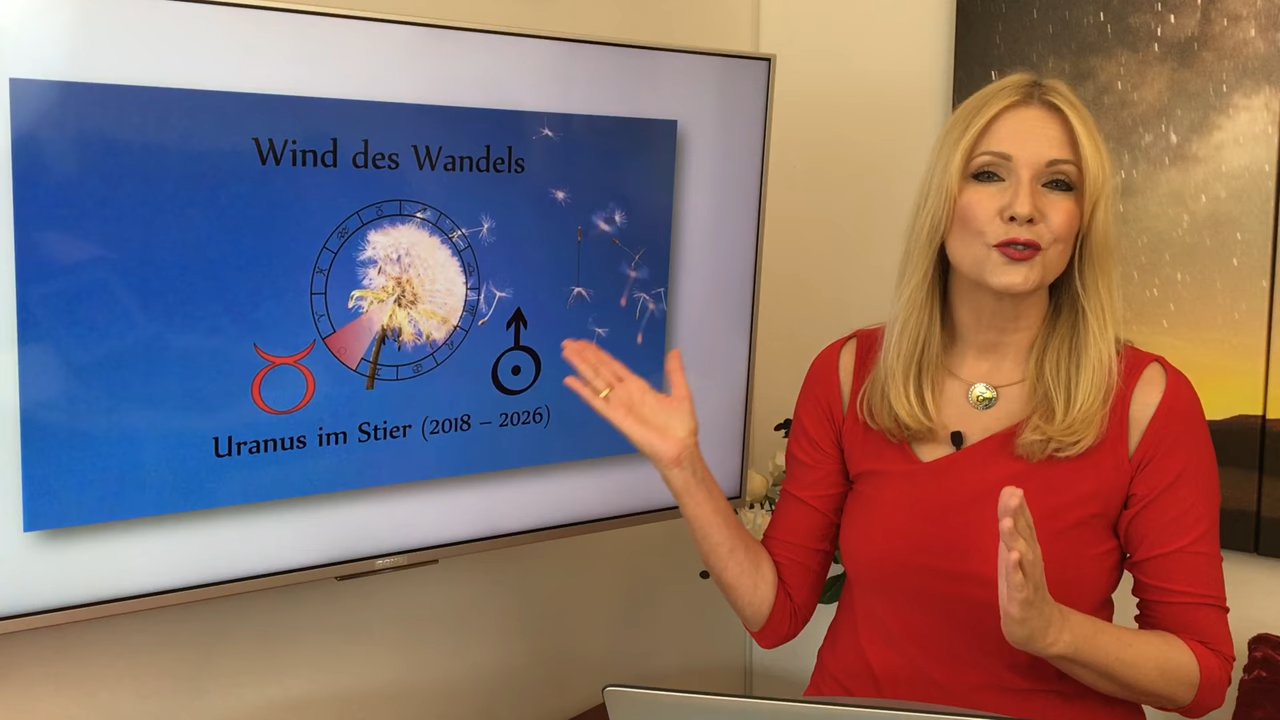 Wind des Wandels
Uranus im Stier (2018 – 2026)